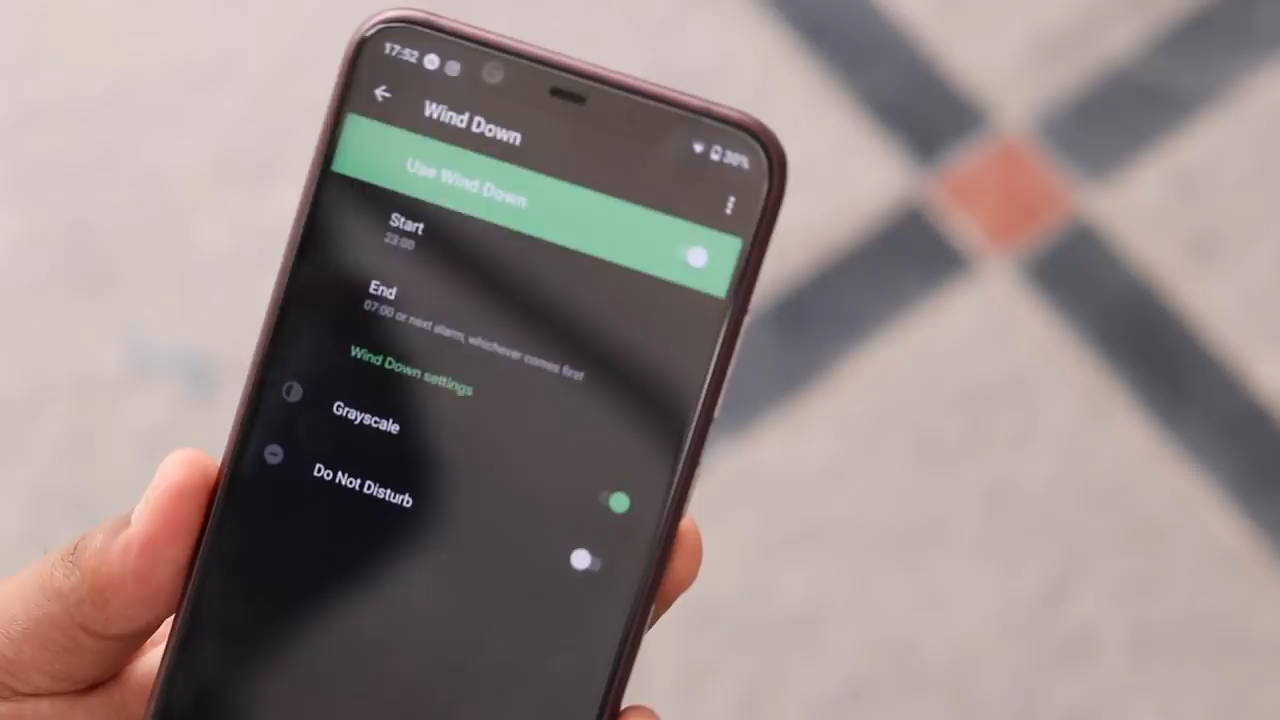 17:52
30%
Wind Down
Use Wind Down
Start
23:00
End
07:00 or next alarm, whichever comes first
Wind Down settings
Grayscale
Do Not Disturb